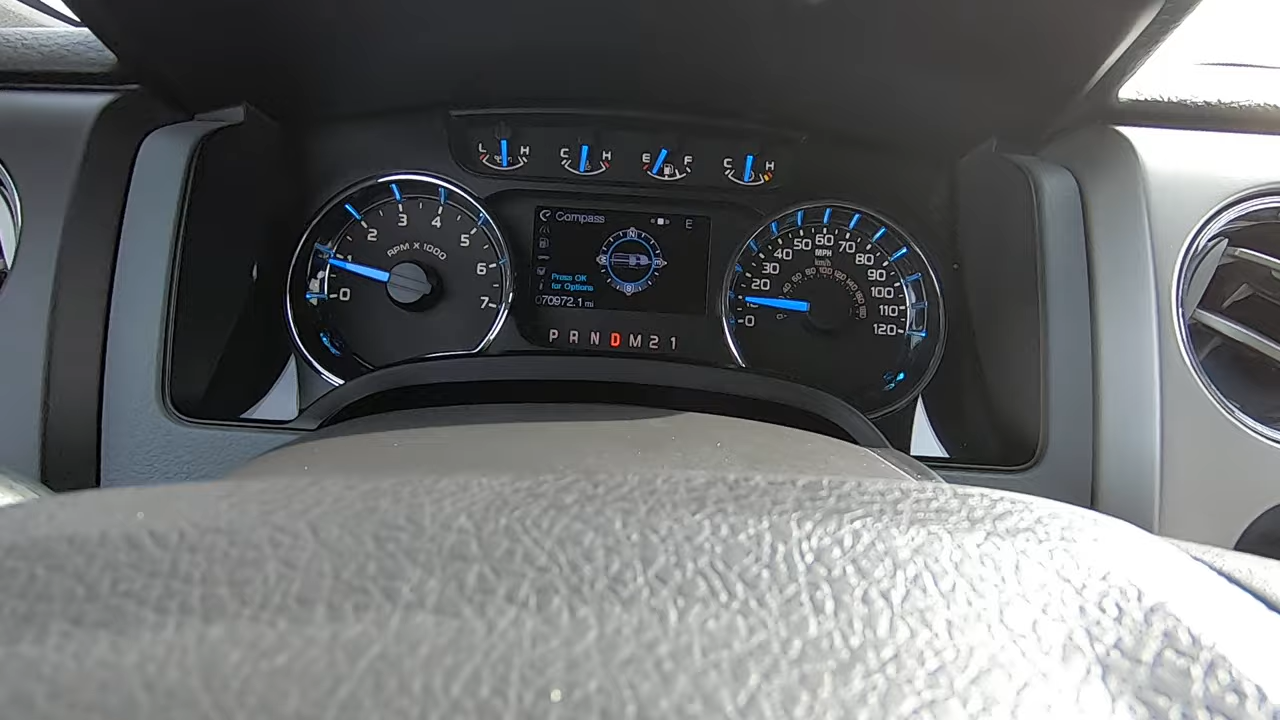 L H
C H
E F
C H
0 1 2 3 4 5 6 7
RPM X 1000
Compass
E
N
Press OK
for Options
070972.1 mi
P R N D M 2 1
0 20 30 40 50 60 70 80 90 100 110 120
MPH
km/h